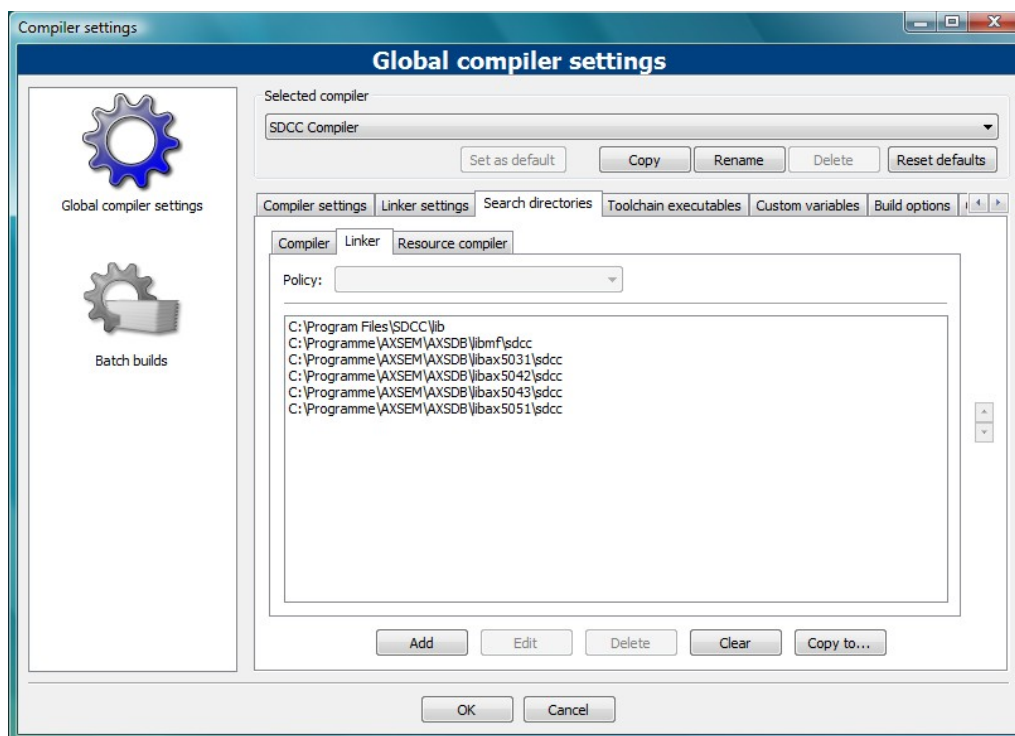 Compiler settings
Global compiler settings
Global compiler settings
Batch builds
Selected compiler
SDCC Compiler
Set as default Copy Rename Delete Reset defaults
Compiler settings Linker settings Search directories Toolchain executables Custom variables Build options
Compiler Linker Resource compiler
Policy:
C:\Program Files\SDCC\lib
C:\Programme\AXSEM\AXSDB\libmf\sdcc
C:\Programme\AXSEM\AXSDB\libax5031\sdcc
C:\Programme\AXSEM\AXSDB\libax5042\sdcc
C:\Programme\AXSEM\AXSDB\libax5043\sdcc
C:\Programme\AXSEM\AXSDB\libax5051\sdcc
Add Edit Delete Clear Copy to...
OK Cancel